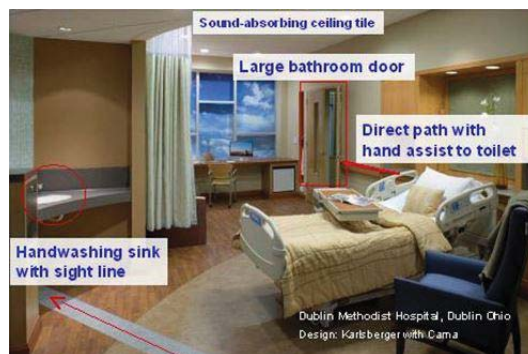 Sound-absorbing ceiling tile
Large bathroom door
Direct path with
hand assist to toilet
Handwashing sink
with sight line
Dublin Methodist Hospital, Dublin Ohio
Design: Karlsberger with Cama